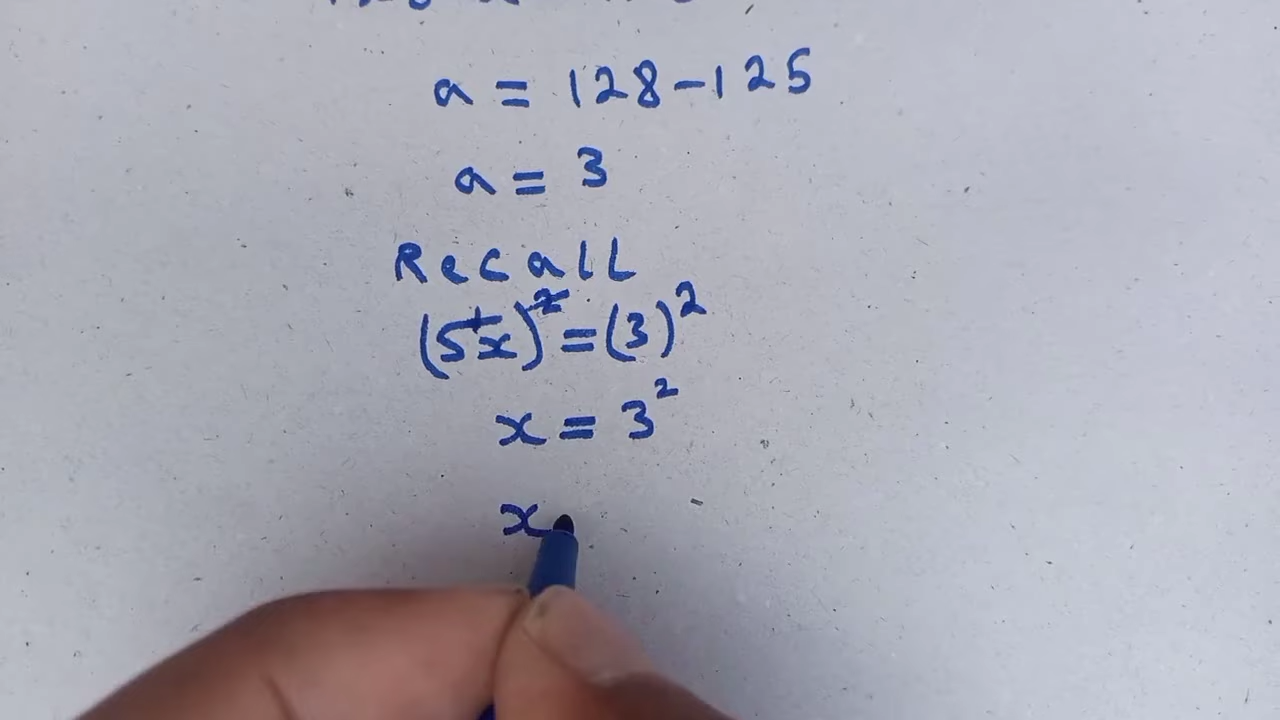 a = 128-125
a = 3
Recall
(5√x)² = (3)²
x = 3²
x